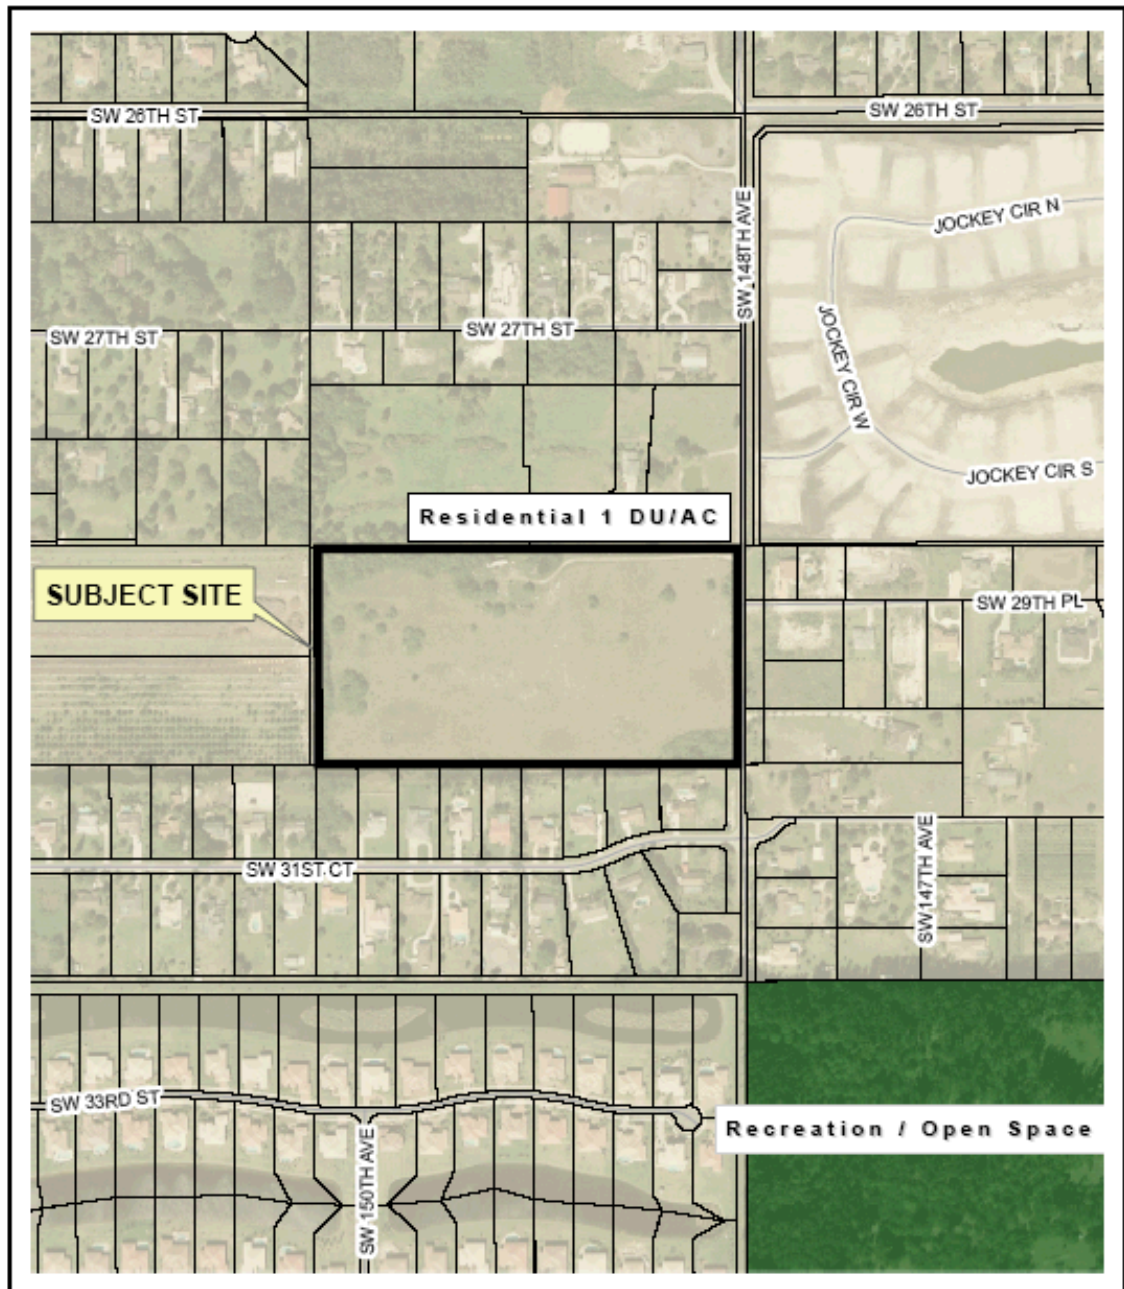 SW 26TH ST
SW 26TH ST
SW 148TH AVE
JOCKEY CIR N
SW 27TH ST
SW 27TH ST
JOCKEY CIR W
JOCKEY CIR S
Residential 1 DU/AC
SUBJECT SITE
SW 29TH PL
SW 31ST CT
SW 147TH AVE
SW 33RD ST
Recreation / Open Space
SW 150TH AVE